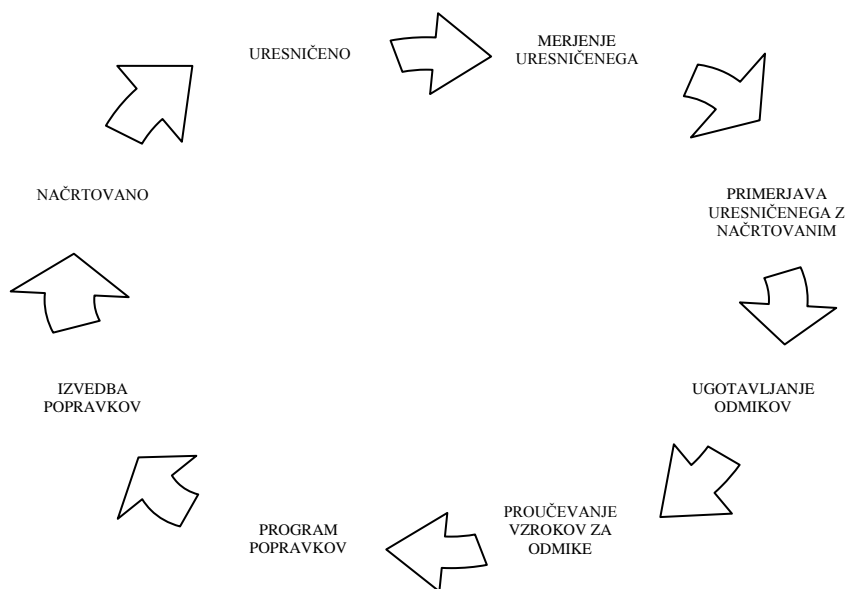 URESNIČENO
MERJENJE
URESNIČENEGA
PRIMERJAVA
URESNIČENEGA Z
NAČRTOVANIM
UGOTAVLJANJE
ODMIKOV
PROUČEVANJE
VZROKOV ZA
ODMIKE
PROGRAM
POPRAVKOV
IZVEDBA
POPRAVKOV
NAČRTOVANO